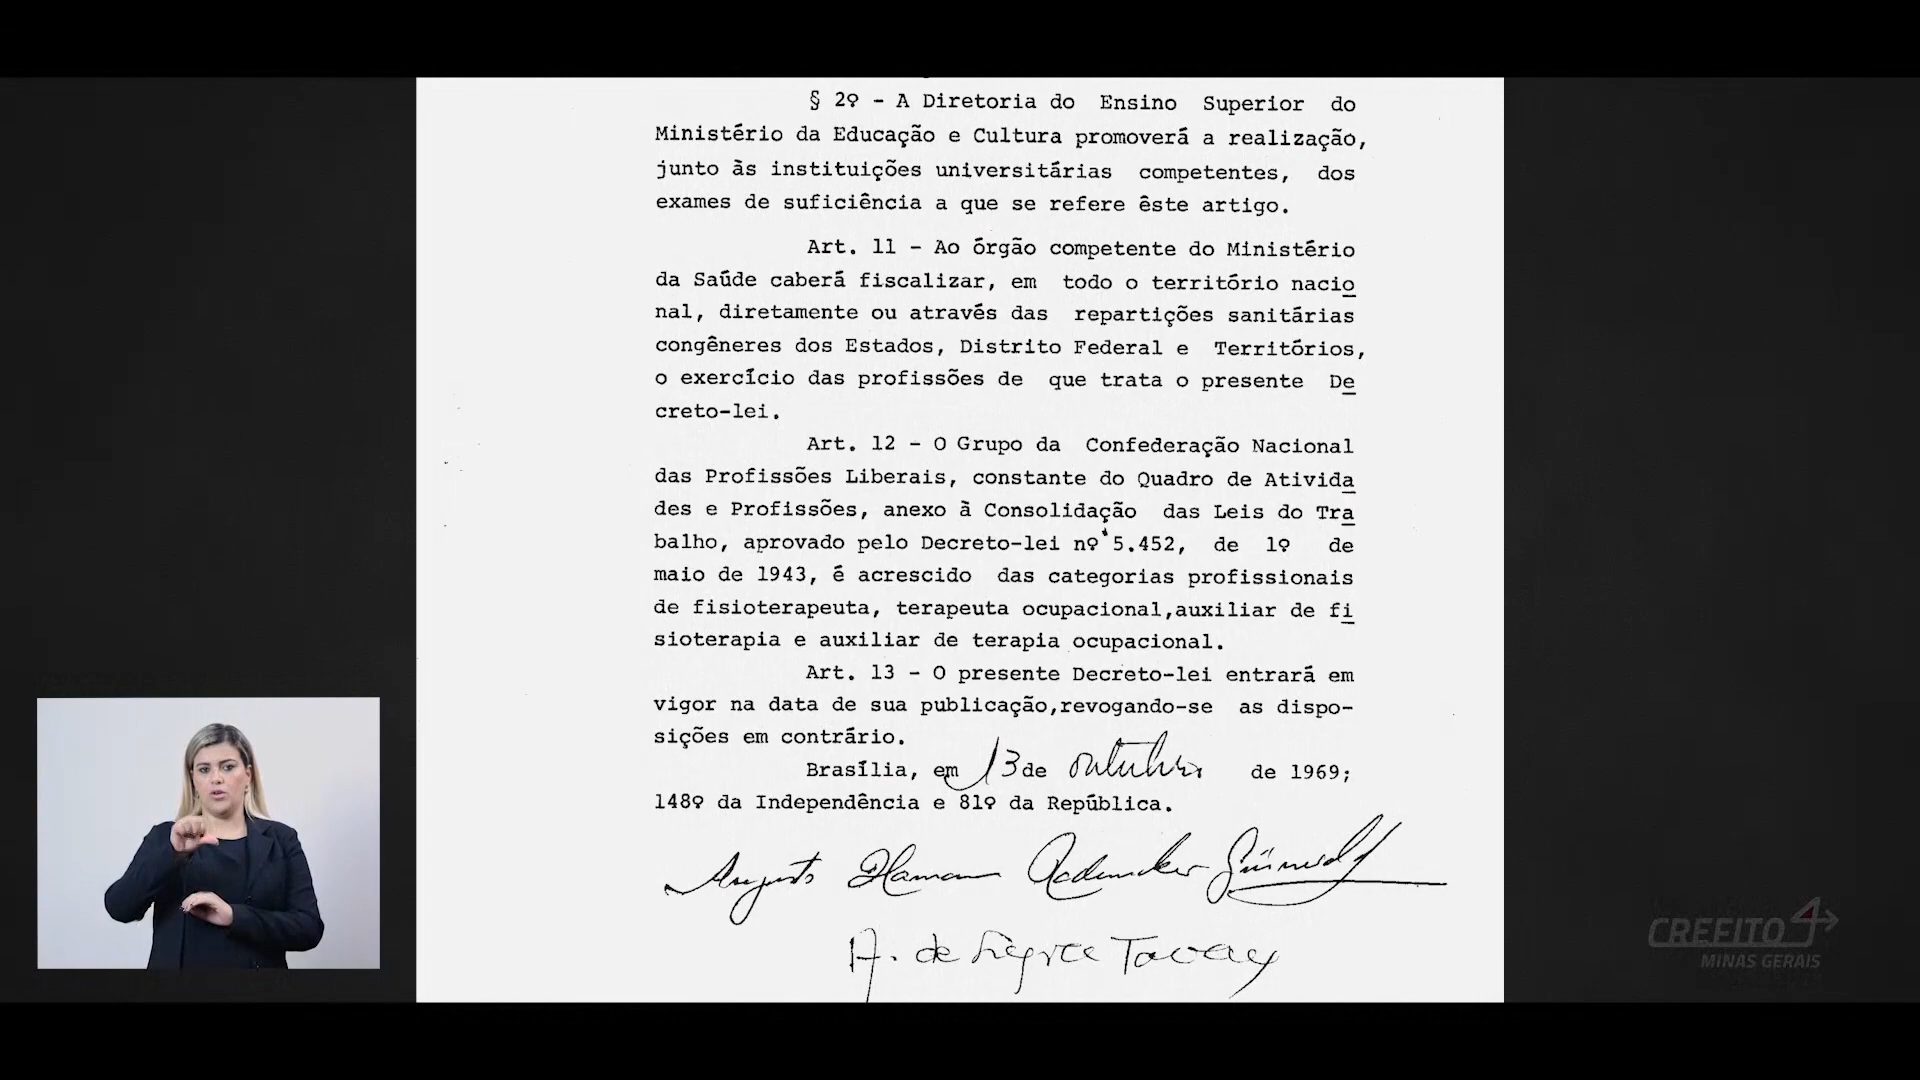 § 2º - A Diretoria do Ensino Superior do
Ministério da Educação e Cultura promoverá a realização,
junto às instituições universitárias competentes, dos
exames de suficiência a que se refere êste artigo.
Art. 11 - Ao órgão competente do Ministério
da Saúde caberá fiscalizar, em todo o território nacio
nal, diretamente ou através das repartições sanitárias
congêneres dos Estados, Distrito Federal e Territórios,
o exercício das profissões de que trata o presente De
creto-lei.
Art. 12 - O Grupo da Confederação Nacional
das Profissões Liberais, constante do Quadro de Ativida
des e Profissões, anexo à Consolidação das Leis do Tra
balho, aprovado pelo Decreto-lei nº 5.452, de 1º de
maio de 1943, é acrescido das categorias profissionais
de fisioterapeuta, terapeuta ocupacional,auxiliar de fi
sioterapia e auxiliar de terapia ocupacional.
Art. 13 - O presente Decreto-lei entrará em
vigor na data de sua publicação,revogando-se as dispo-
sições em contrário.
Brasília, em 13 de outubro de 1969;
148º da Independência e 81º da República.
Augusto Hamann Rademaker Grünewald
A. de Lyra Tavares
CREFITO 4
MINAS GERAIS